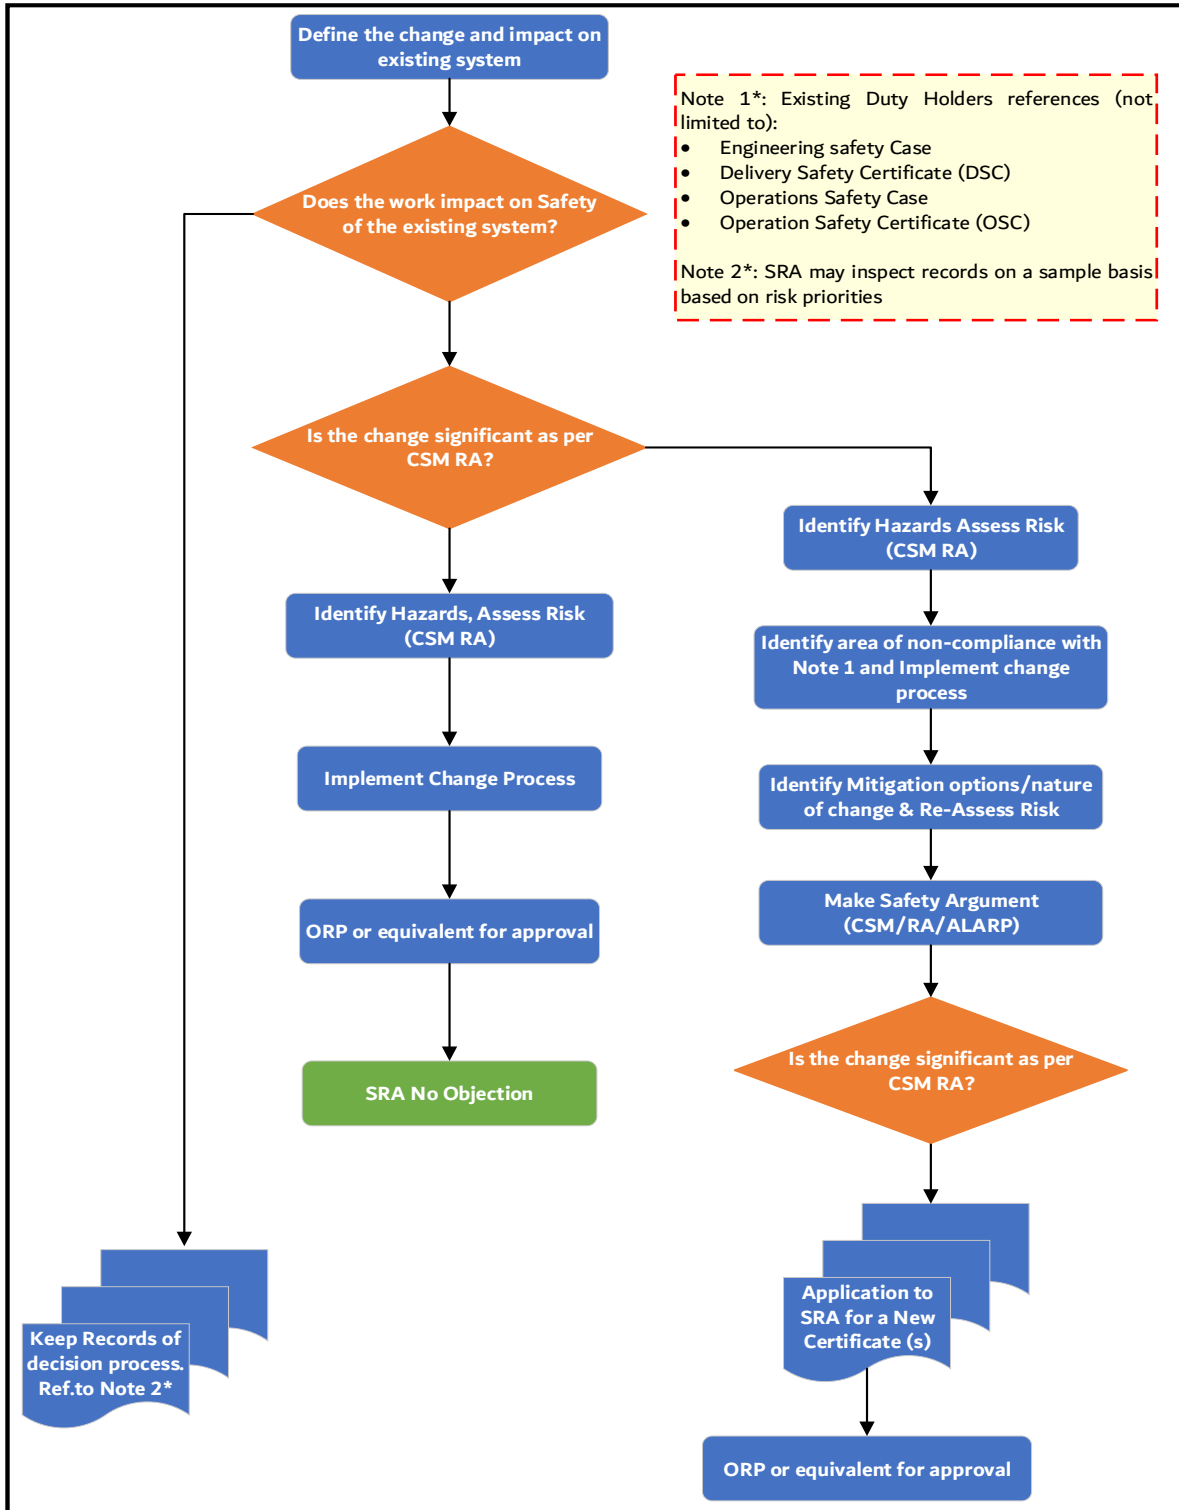 Define the change and impact on
existing system
Note 1*: Existing Duty Holders references (not
limited to):
• Engineering safety Case
• Delivery Safety Certificate (DSC)
• Operations Safety Case
• Operation Safety Certificate (OSC)
Note 2*: SRA may inspect records on a sample basis
based on risk priorities
Does the work impact on Safety
of the existing system?
Is the change significant as per
CSM RA?
Identify Hazards Assess Risk
(CSM RA)
Identify Hazards, Assess Risk
(CSM RA)
Identify area of non-compliance with
Note 1 and Implement change
process
Implement Change Process
Identify Mitigation options/nature
of change & Re-Assess Risk
ORP or equivalent for approval
Make Safety Argument
(CSM/RA/ALARP)
SRA No Objection
Is the change significant as per
CSM RA?
Keep Records of
decision process.
Ref.to Note 2*
Application to
SRA for a New
Certificate (s)
ORP or equivalent for approval